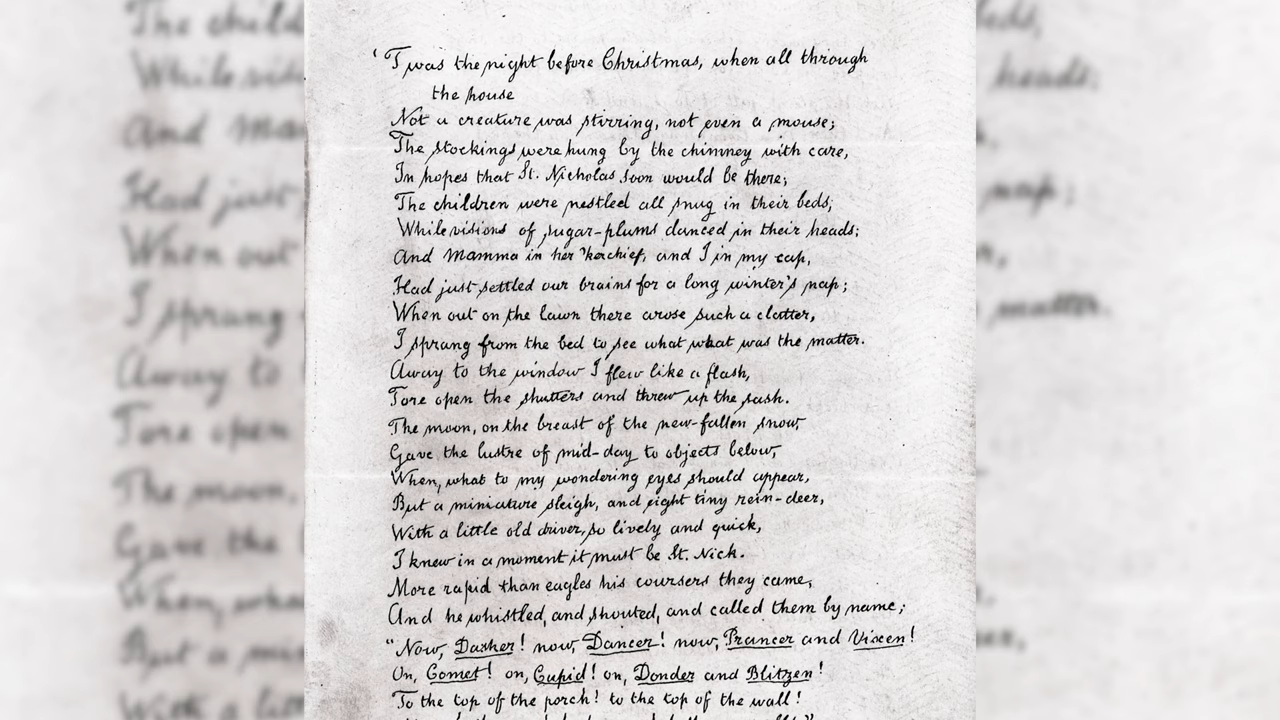 'Twas the night before Christmas, when all through
the house
Not a creature was stirring, not even a mouse;
The stockings were hung by the chimney with care,
In hopes that St. Nicholas soon would be there;
The children were nestled all snug in their beds;
While visions of sugar-plums danced in their heads;
And Mamma in her 'kerchief, and I in my cap,
Had just settled our brains for a long winter's nap;
When out on the lawn there arose such a clatter,
I sprang from the bed to see what what was the matter.
Away to the window I flew like a flash,
Tore open the shutters and threw up the sash.
The moon, on the breast of the new-fallen snow,
Gave the lustre of mid-day to objects below,
When, what to my wondering eyes should appear,
But a miniature sleigh, and eight tiny rein-deer,
With a little old driver, so lively and quick,
I knew in a moment it must be St. Nick.
More rapid than eagles his coursers they came,
And he whistled, and shouted, and called them by name;
"Now, Dasher! now, Dancer! now, Prancer and Vixen!
On, Comet! on, Cupid! on, Donder and Blitzen!
To the top of the porch! to the top of the wall!